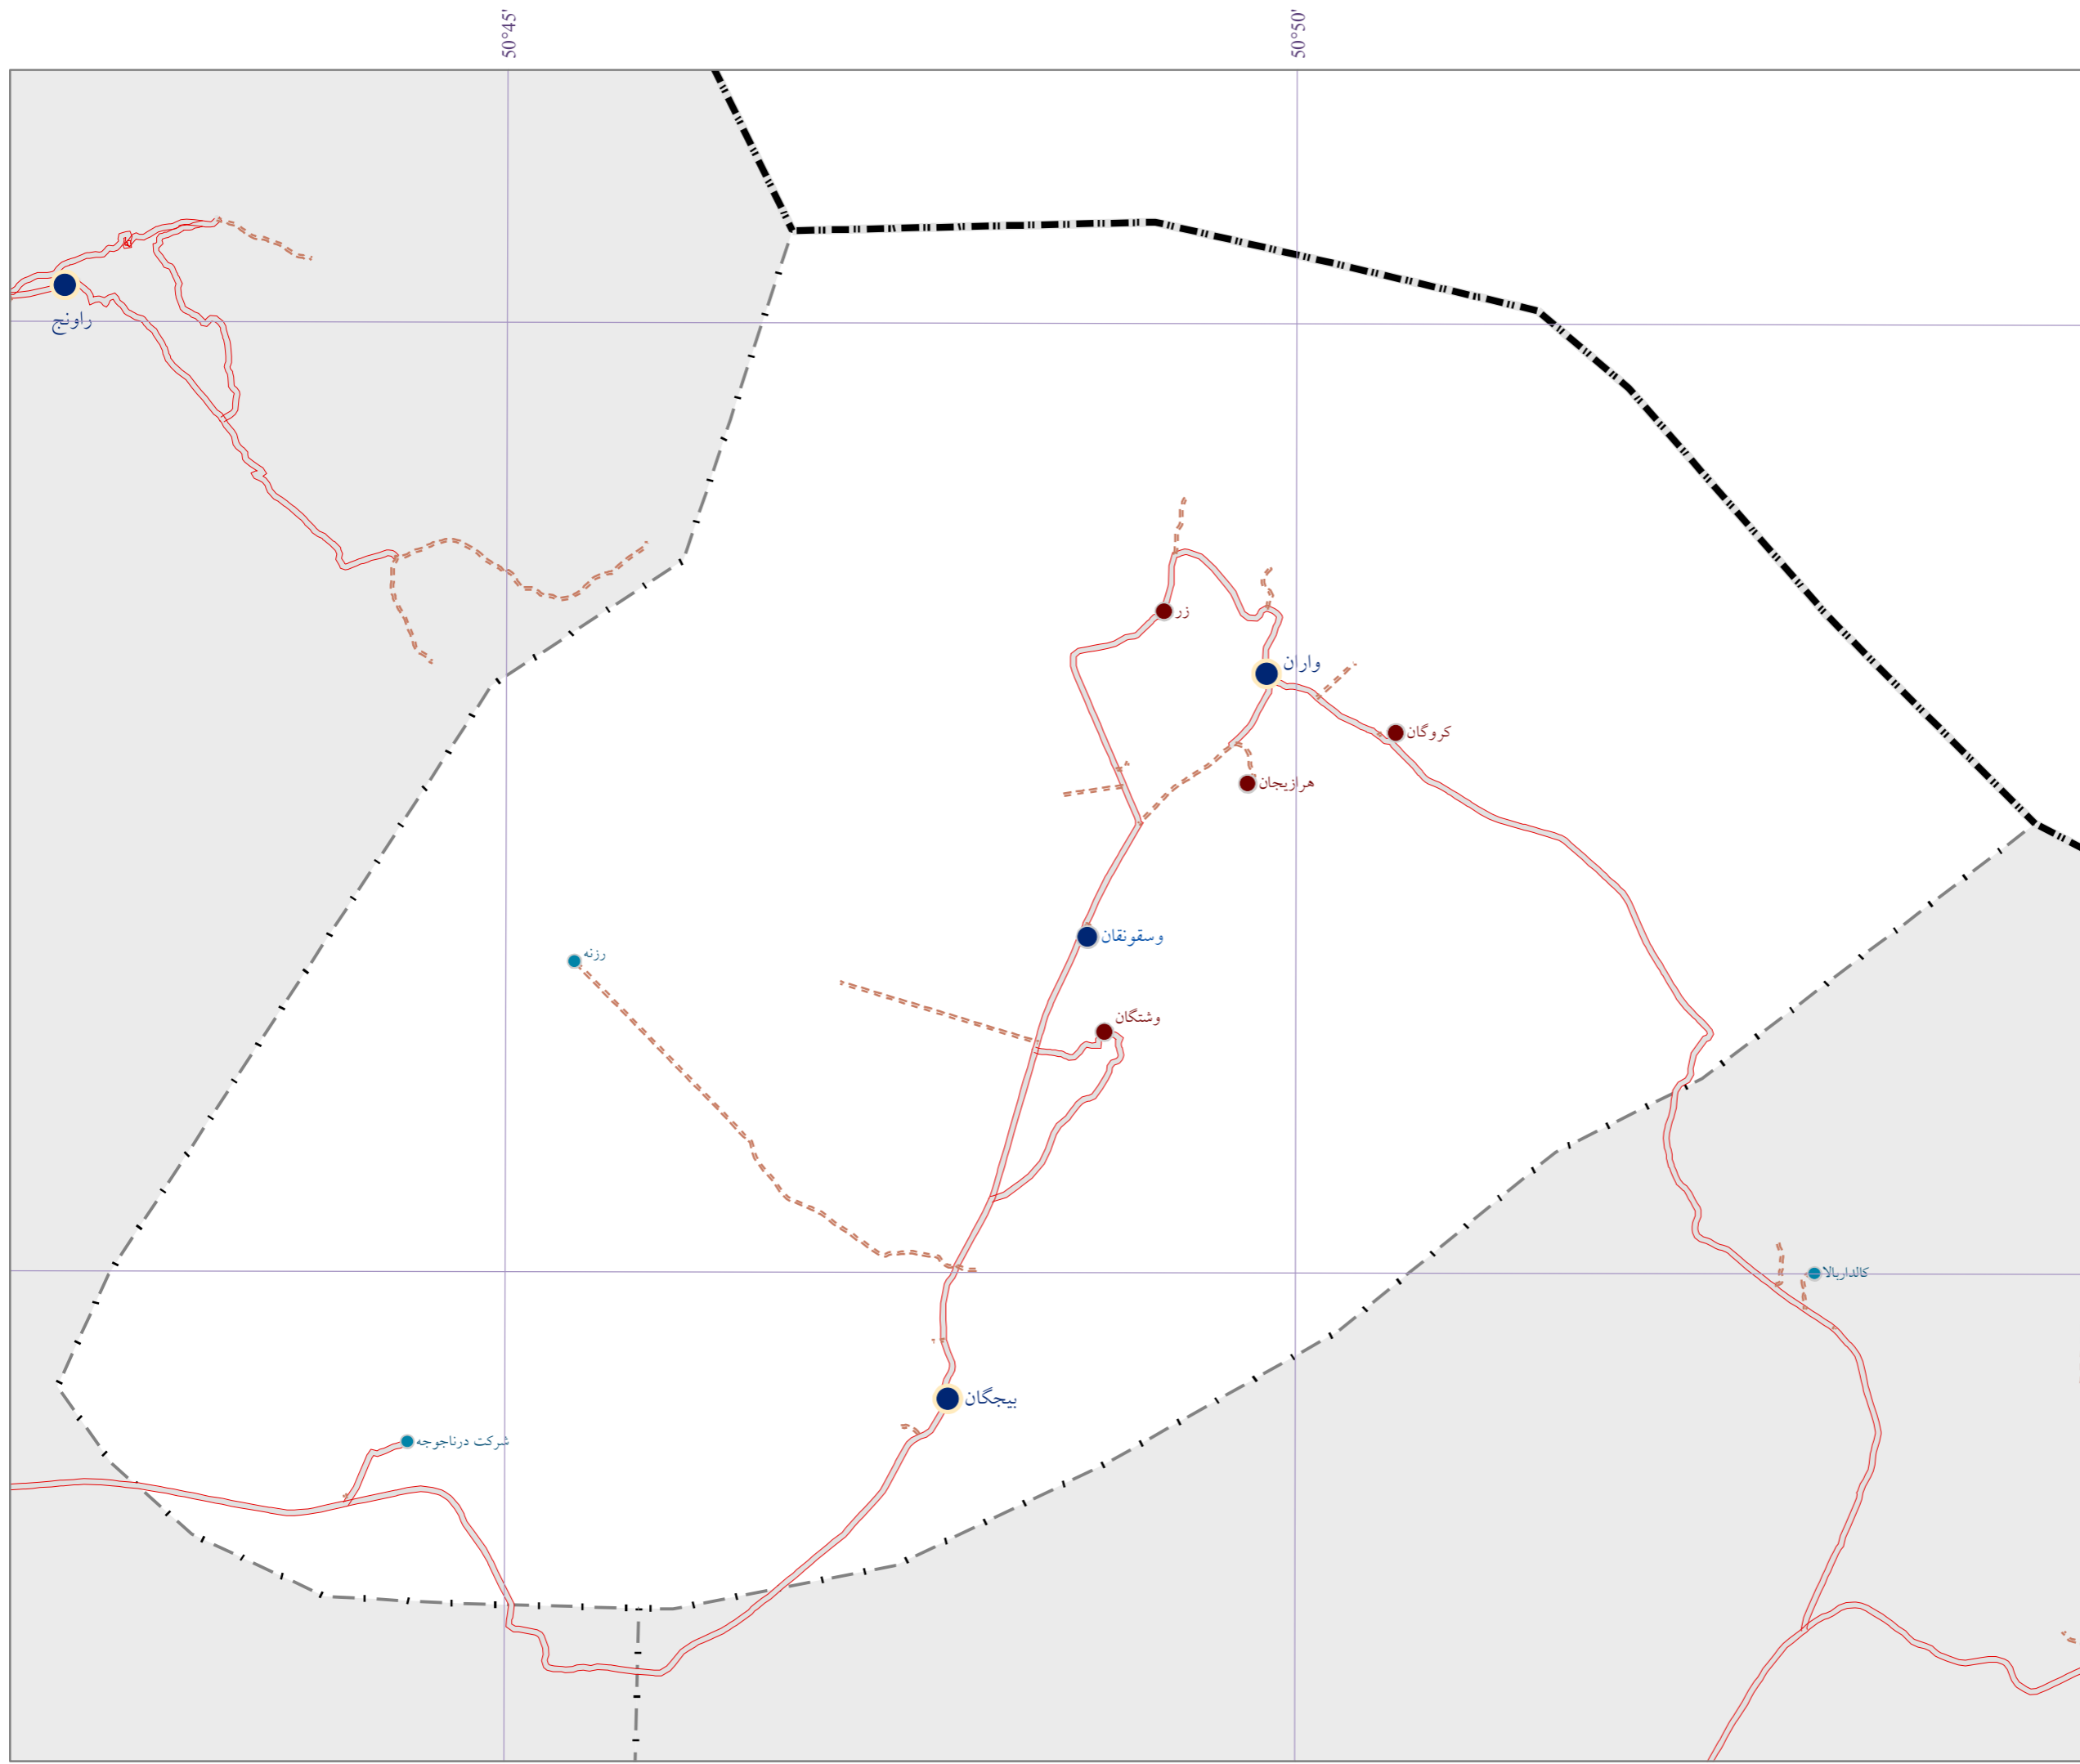 50°45'
50°50'
راونج
زر
واران
کروگان
هرازیجان
وسقونقان
رزنه
وشتگان
کالداربالا
بیجگان
شرکت درناجوجه